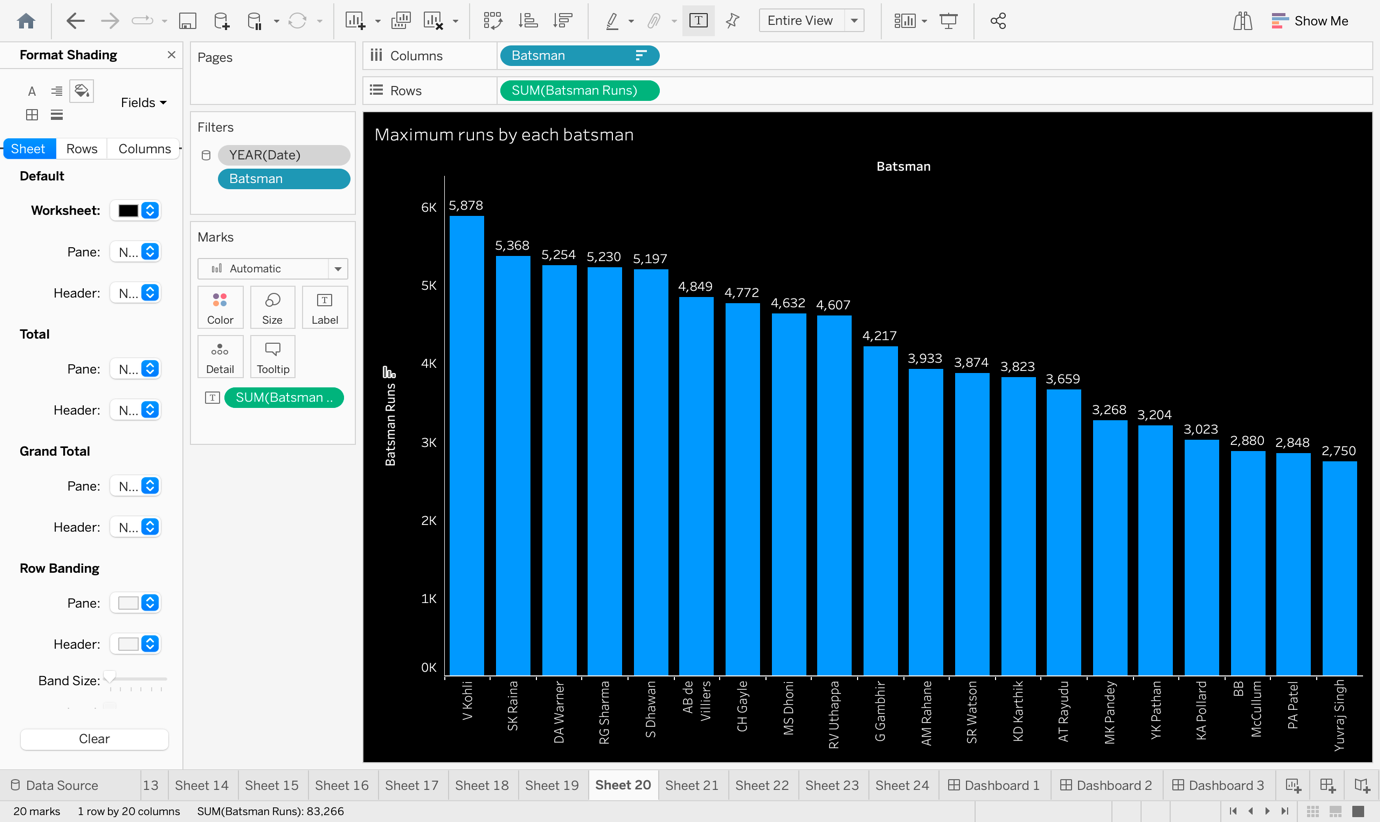 Entire View
Show Me
Format Shading
Fields
Sheet Rows Columns
Default
Worksheet:
Pane: N...
Header: N...
Total
Pane: N...
Header: N...
Grand Total
Pane: N...
Header: N...
Row Banding
Pane:
Header:
Band Size:
Clear
Pages
Filters
YEAR(Date)
Batsman
Marks
Automatic
Color Size Label
Detail Tooltip
SUM(Batsman ..
Columns Batsman
Rows SUM(Batsman Runs)
Maximum runs by each batsman
Batsman
Batsman Runs
6K
5K
4K
3K
2K
1K
0K
5,878
5,368
5,254
5,230
5,197
4,849
4,772
4,632
4,607
4,217
3,933
3,874
3,823
3,659
3,268
3,204
3,023
2,880
2,848
2,750
V Kohli
SK Raina
DA Warner
RG Sharma
S Dhawan
AB de
Villiers
CH Gayle
MS Dhoni
RV Uthappa
G Gambhir
AM Rahane
SR Watson
KD Karthik
AT Rayudu
MK Pandey
YK Pathan
KA Pollard
BB
McCullum
PA Patel
Yuvraj Singh
Data Source 13 Sheet 14 Sheet 15 Sheet 16 Sheet 17 Sheet 18 Sheet 19 Sheet 20 Sheet 21 Sheet 22 Sheet 23 Sheet 24 Dashboard 1 Dashboard 2 Dashboard 3
20 marks 1 row by 20 columns SUM(Batsman Runs): 83,266